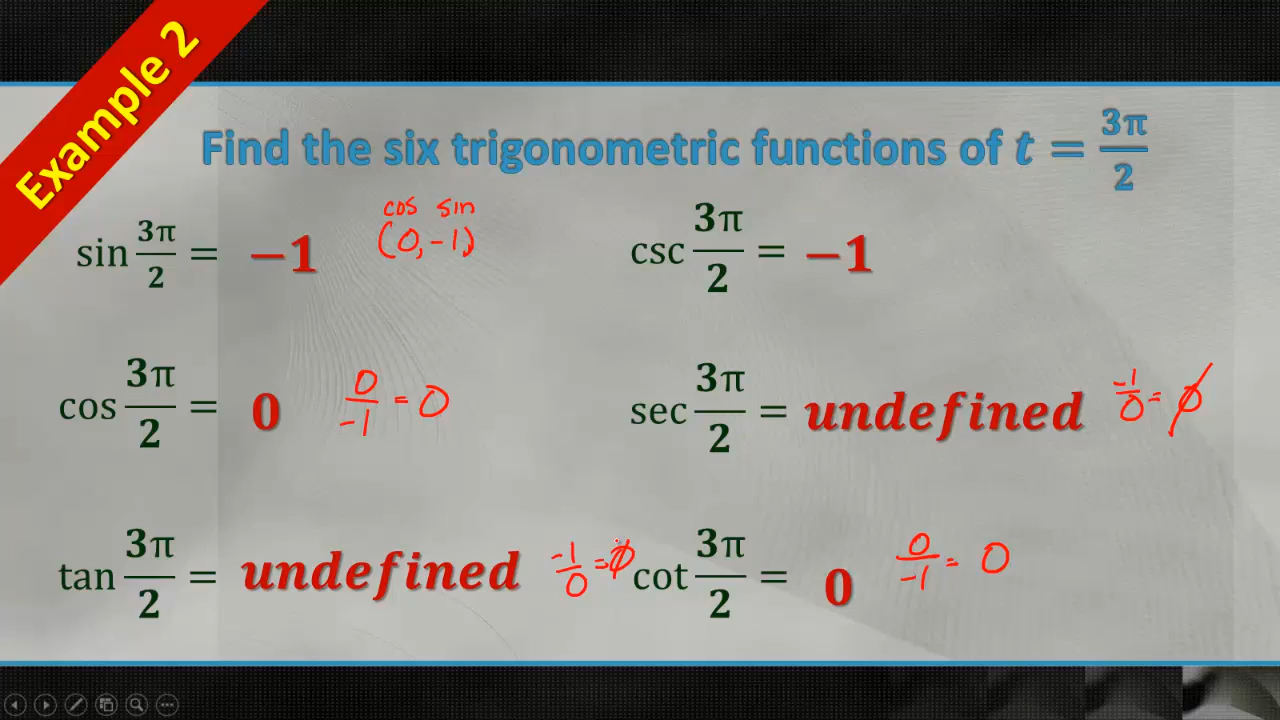 Example 2
Find the six trigonometric functions of t = 3π/2
cos sin
(0, -1)
sin 3π/2 = −1
csc 3π/2 = −1
cos 3π/2 = 0
0/-1 = 0
sec 3π/2 = undefined
-1/0 = ∅
tan 3π/2 = undefined
-1/0 = ∅
cot 3π/2 = 0
0/-1 = 0